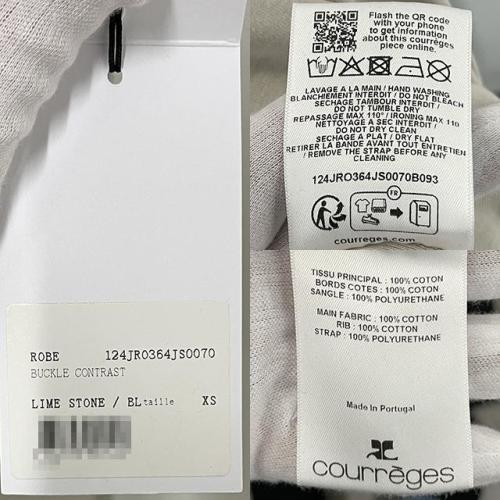 ROBE 124JRO364JS0070
BUCKLE CONTRAST
LIME STONE / BL taille XS
Flash the QR code
with your phone
to get information
about this courrèges
piece online.
LAVAGE A LA MAIN / HAND WASHING
BLANCHIMENT INTERDIT / DO NOT BLEACH
SECHAGE TAMBOUR INTERDIT /
DO NOT TUMBLE DRY
REPASSAGE MAX 110° / IRONING MAX 110
NETTOYAGE A SEC INTERDIT /
DO NOT DRY CLEAN
SECHAGE A PLAT / DRY FLAT
RETIRER LA BANDE AVANT TOUT ENTRETIEN
/ REMOVE THE STRAP BEFORE ANY
CLEANING
124JRO364JS0070B093
FR
courreges.com
TISSU PRINCIPAL : 100% COTON
BORDS COTES : 100% COTON
SANGLE : 100% POLYURETHANE
MAIN FABRIC : 100% COTTON
RIB : 100% COTTON
STRAP : 100% POLYURETHANE
Made in Portugal
courrèges